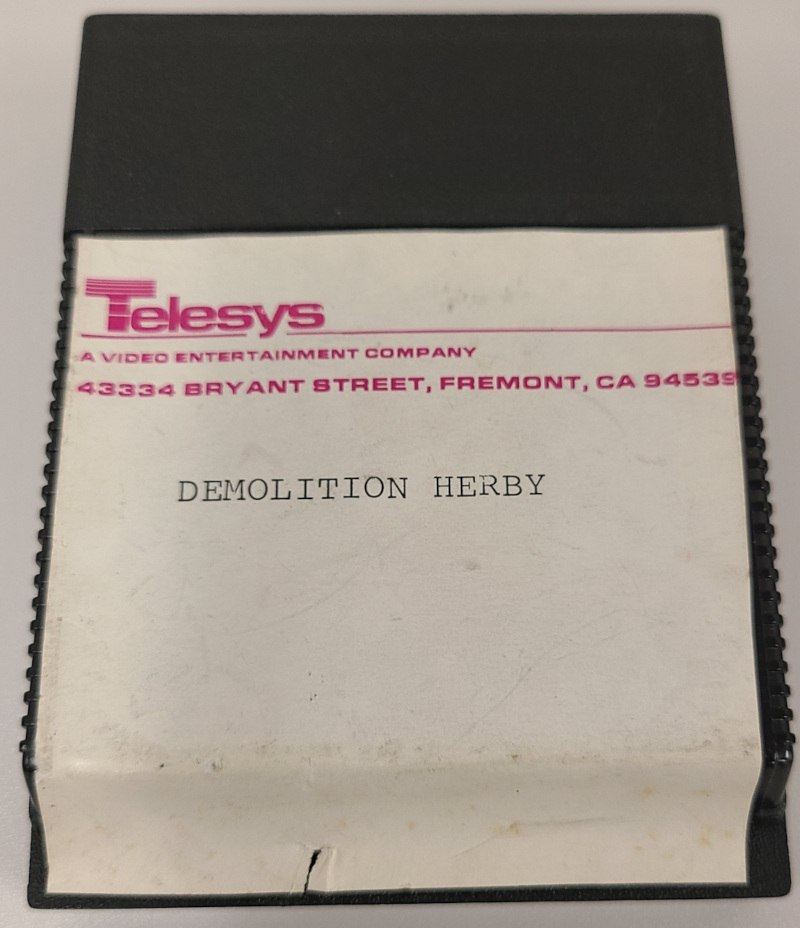 Telesys
A VIDEO ENTERTAINMENT COMPANY
43334 BRYANT STREET, FREMONT, CA 94539
DEMOLITION HERBY